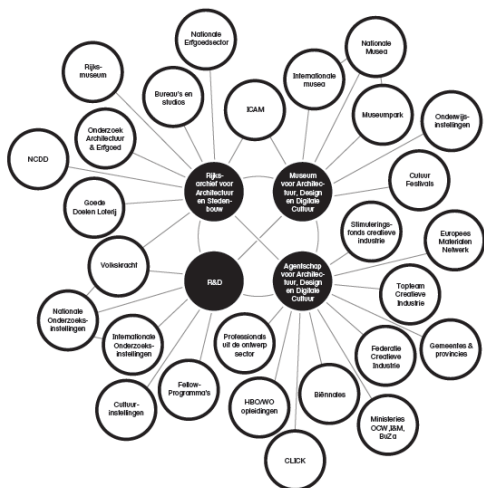 Nationale
Erfgoedsector
Nationale
Musea
Rijks-
museum
Internationale
musea
Bureau's en
studios
ICAM
Museumpark
Onderwijs-
instellingen
Onderzoek
Architectuur
& Erfgoed
NCDD
Rijks-
archief voor
Architectuur
en Steden-
bouw
Museum
voor Architec-
tuur, Design
en Digitale
Cultuur
Cutuur
Festivals
Goede
Doelen Loterij
Stimulerings-
fonds creatieve
industrie
Europees
Materialen
Netwerk
Volkskracht
R&D
Agentschap
voor Architec-
tuur, Design
en Digitale
Cultuur
Topteam
Creatieve
Industrie
Nationale
Onderzoeks-
instellingen
Internationale
Onderzoeks-
instellingen
Professionals
uit de ontwerp
sector
Federatie
Creatieve
Industrie
Gemeentes &
provincies
Cultuur-
instellingen
Fellow-
Programma's
HBO/WO
opleidingen
Biënnales
Ministeries
OCW, I&M,
BuZa
CLICK